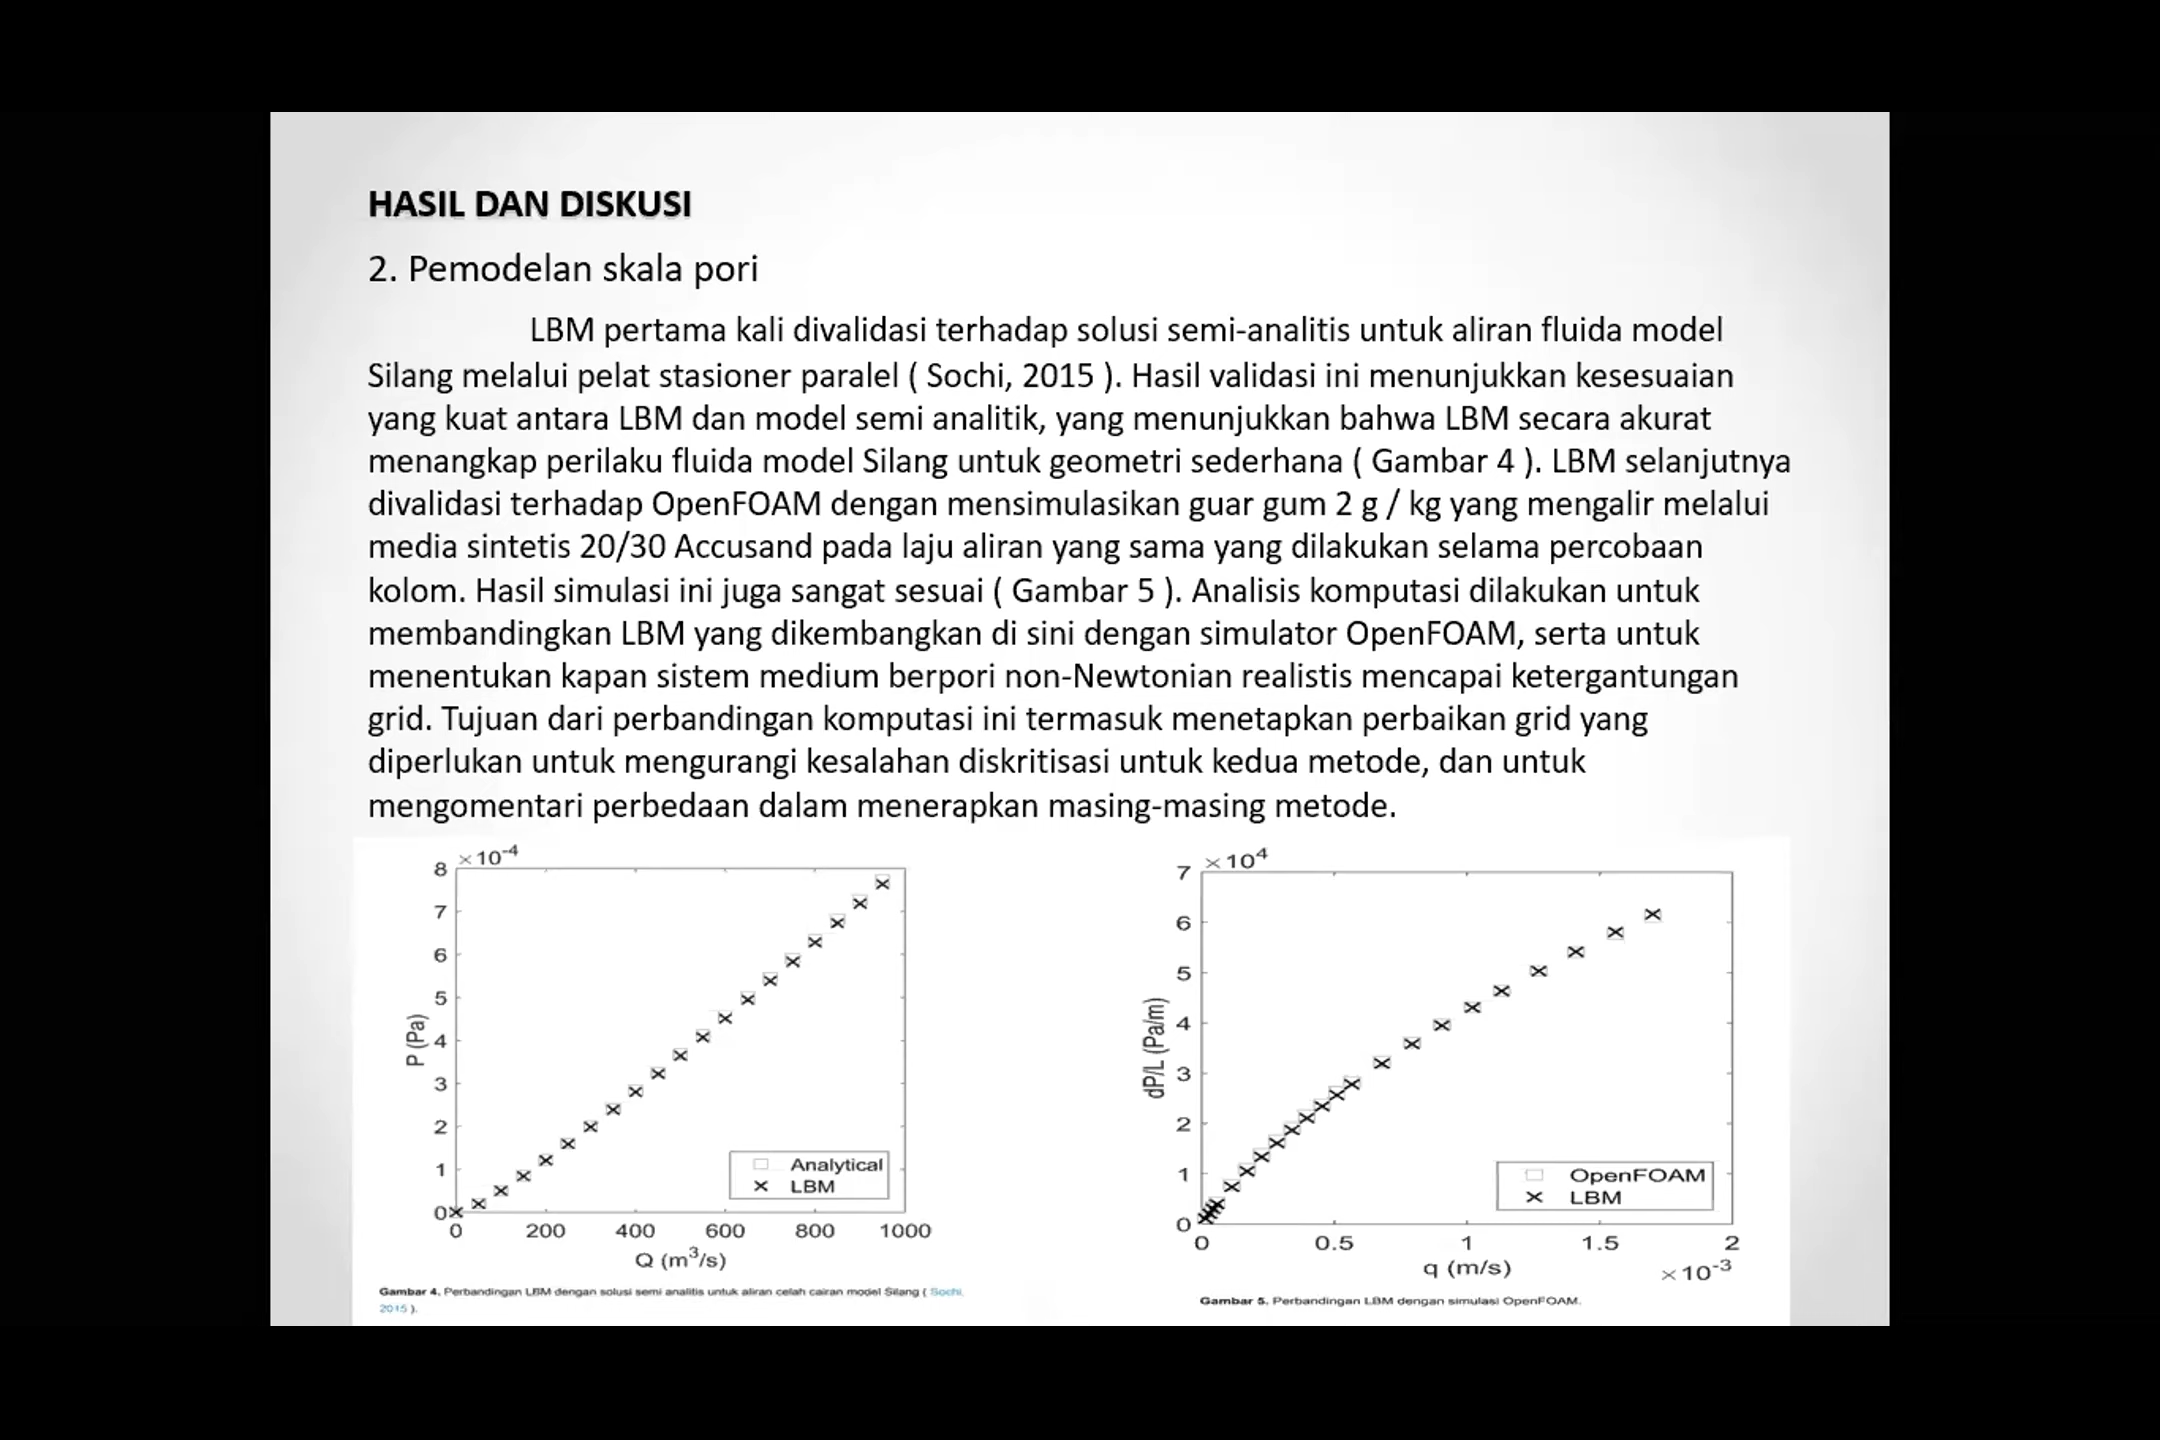 HASIL DAN DISKUSI
2. Pemodelan skala pori
LBM pertama kali divalidasi terhadap solusi semi-analitis untuk aliran fluida model
Silang melalui pelat stasioner paralel ( Sochi, 2015 ). Hasil validasi ini menunjukkan kesesuaian
yang kuat antara LBM dan model semi analitik, yang menunjukkan bahwa LBM secara akurat
menangkap perilaku fluida model Silang untuk geometri sederhana ( Gambar 4 ). LBM selanjutnya
divalidasi terhadap OpenFOAM dengan mensimulasikan guar gum 2 g / kg yang mengalir melalui
media sintetis 20/30 Accusand pada laju aliran yang sama yang dilakukan selama percobaan
kolom. Hasil simulasi ini juga sangat sesuai ( Gambar 5 ). Analisis komputasi dilakukan untuk
membandingkan LBM yang dikembangkan di sini dengan simulator OpenFOAM, serta untuk
menentukan kapan sistem medium berpori non-Newtonian realistis mencapai ketergantungan
grid. Tujuan dari perbandingan komputasi ini termasuk menetapkan perbaikan grid yang
diperlukan untuk mengurangi kesalahan diskritisasi untuk kedua metode, dan untuk
mengomentari perbedaan dalam menerapkan masing-masing metode.
×10⁻⁴
8
7
6
5
4
3
2
1
0
P (Pa)
Analytical
LBM
0 200 400 600 800 1000
Q (m³/s)
Gambar 4. Perbandingan LBM dengan solusi semi analitis untuk aliran celah cairan model Silang ( Sochi,
2015 ).
×10⁴
7
6
5
4
3
2
1
0
dP/L (Pa/m)
OpenFOAM
LBM
0 0.5 1 1.5 2
q (m/s)
×10⁻³
Gambar 5. Perbandingan LBM dengan simulasi OpenFOAM.